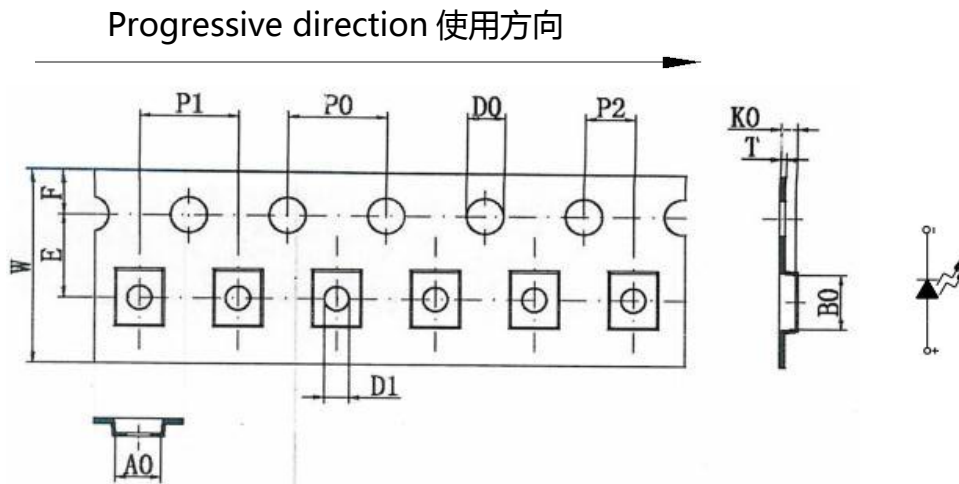 Progressive direction 使用方向
P1
P0
D0
P2
K0
T
F
E
W
B0
D1
A0